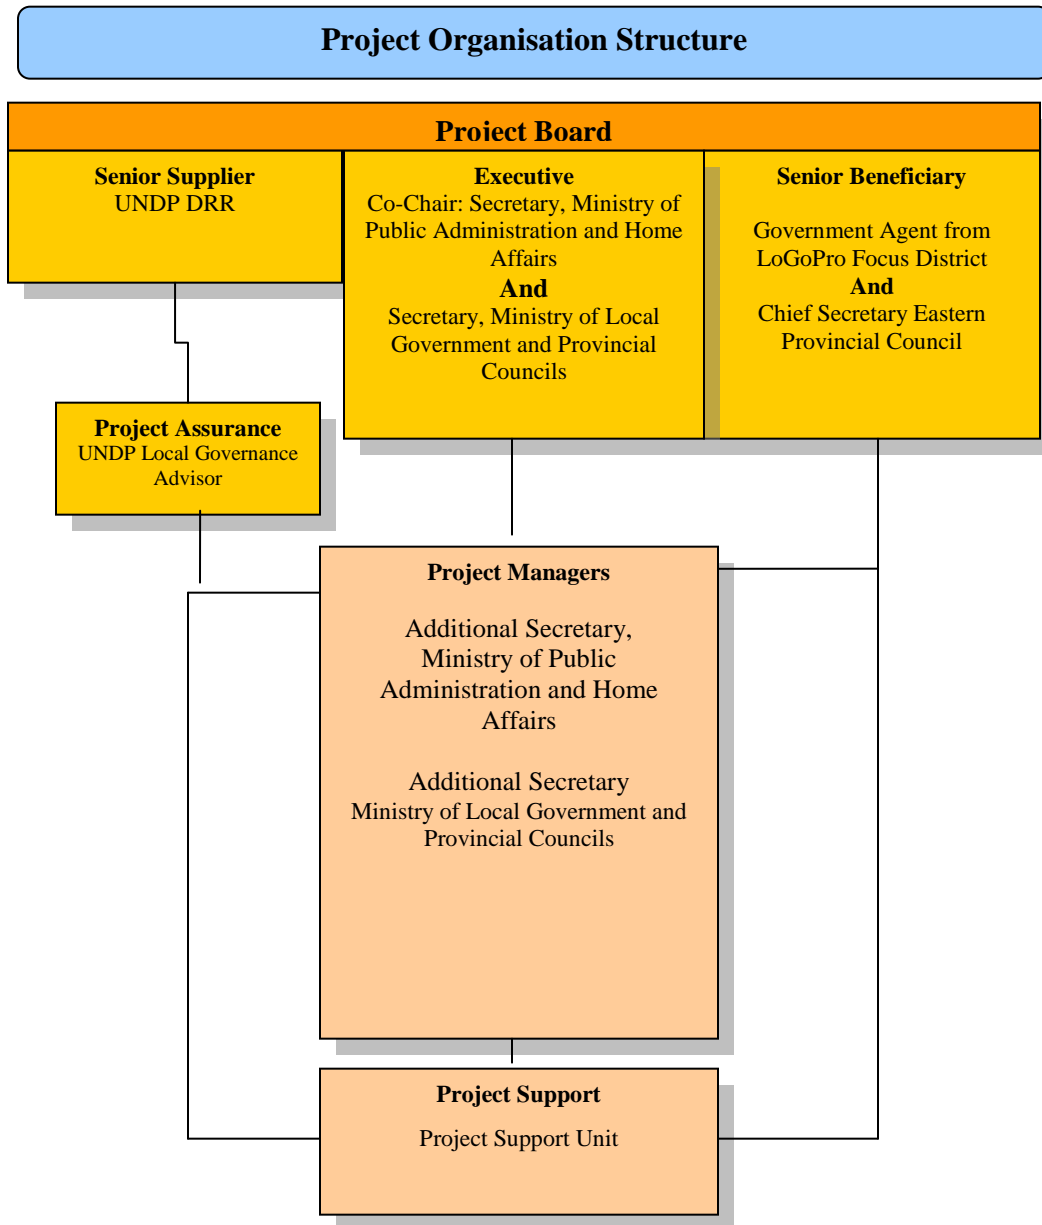 Project Organisation Structure
Project Board
Senior Supplier
UNDP DRR
Executive
Co-Chair: Secretary, Ministry of
Public Administration and Home
Affairs
And
Secretary, Ministry of Local
Government and Provincial
Councils
Senior Beneficiary
Government Agent from
LoGoPro Focus District
And
Chief Secretary Eastern
Provincial Council
Project Assurance
UNDP Local Governance
Advisor
Project Managers
Additional Secretary,
Ministry of Public
Administration and Home
Affairs
Additional Secretary
Ministry of Local Government and
Provincial Councils
Project Support
Project Support Unit